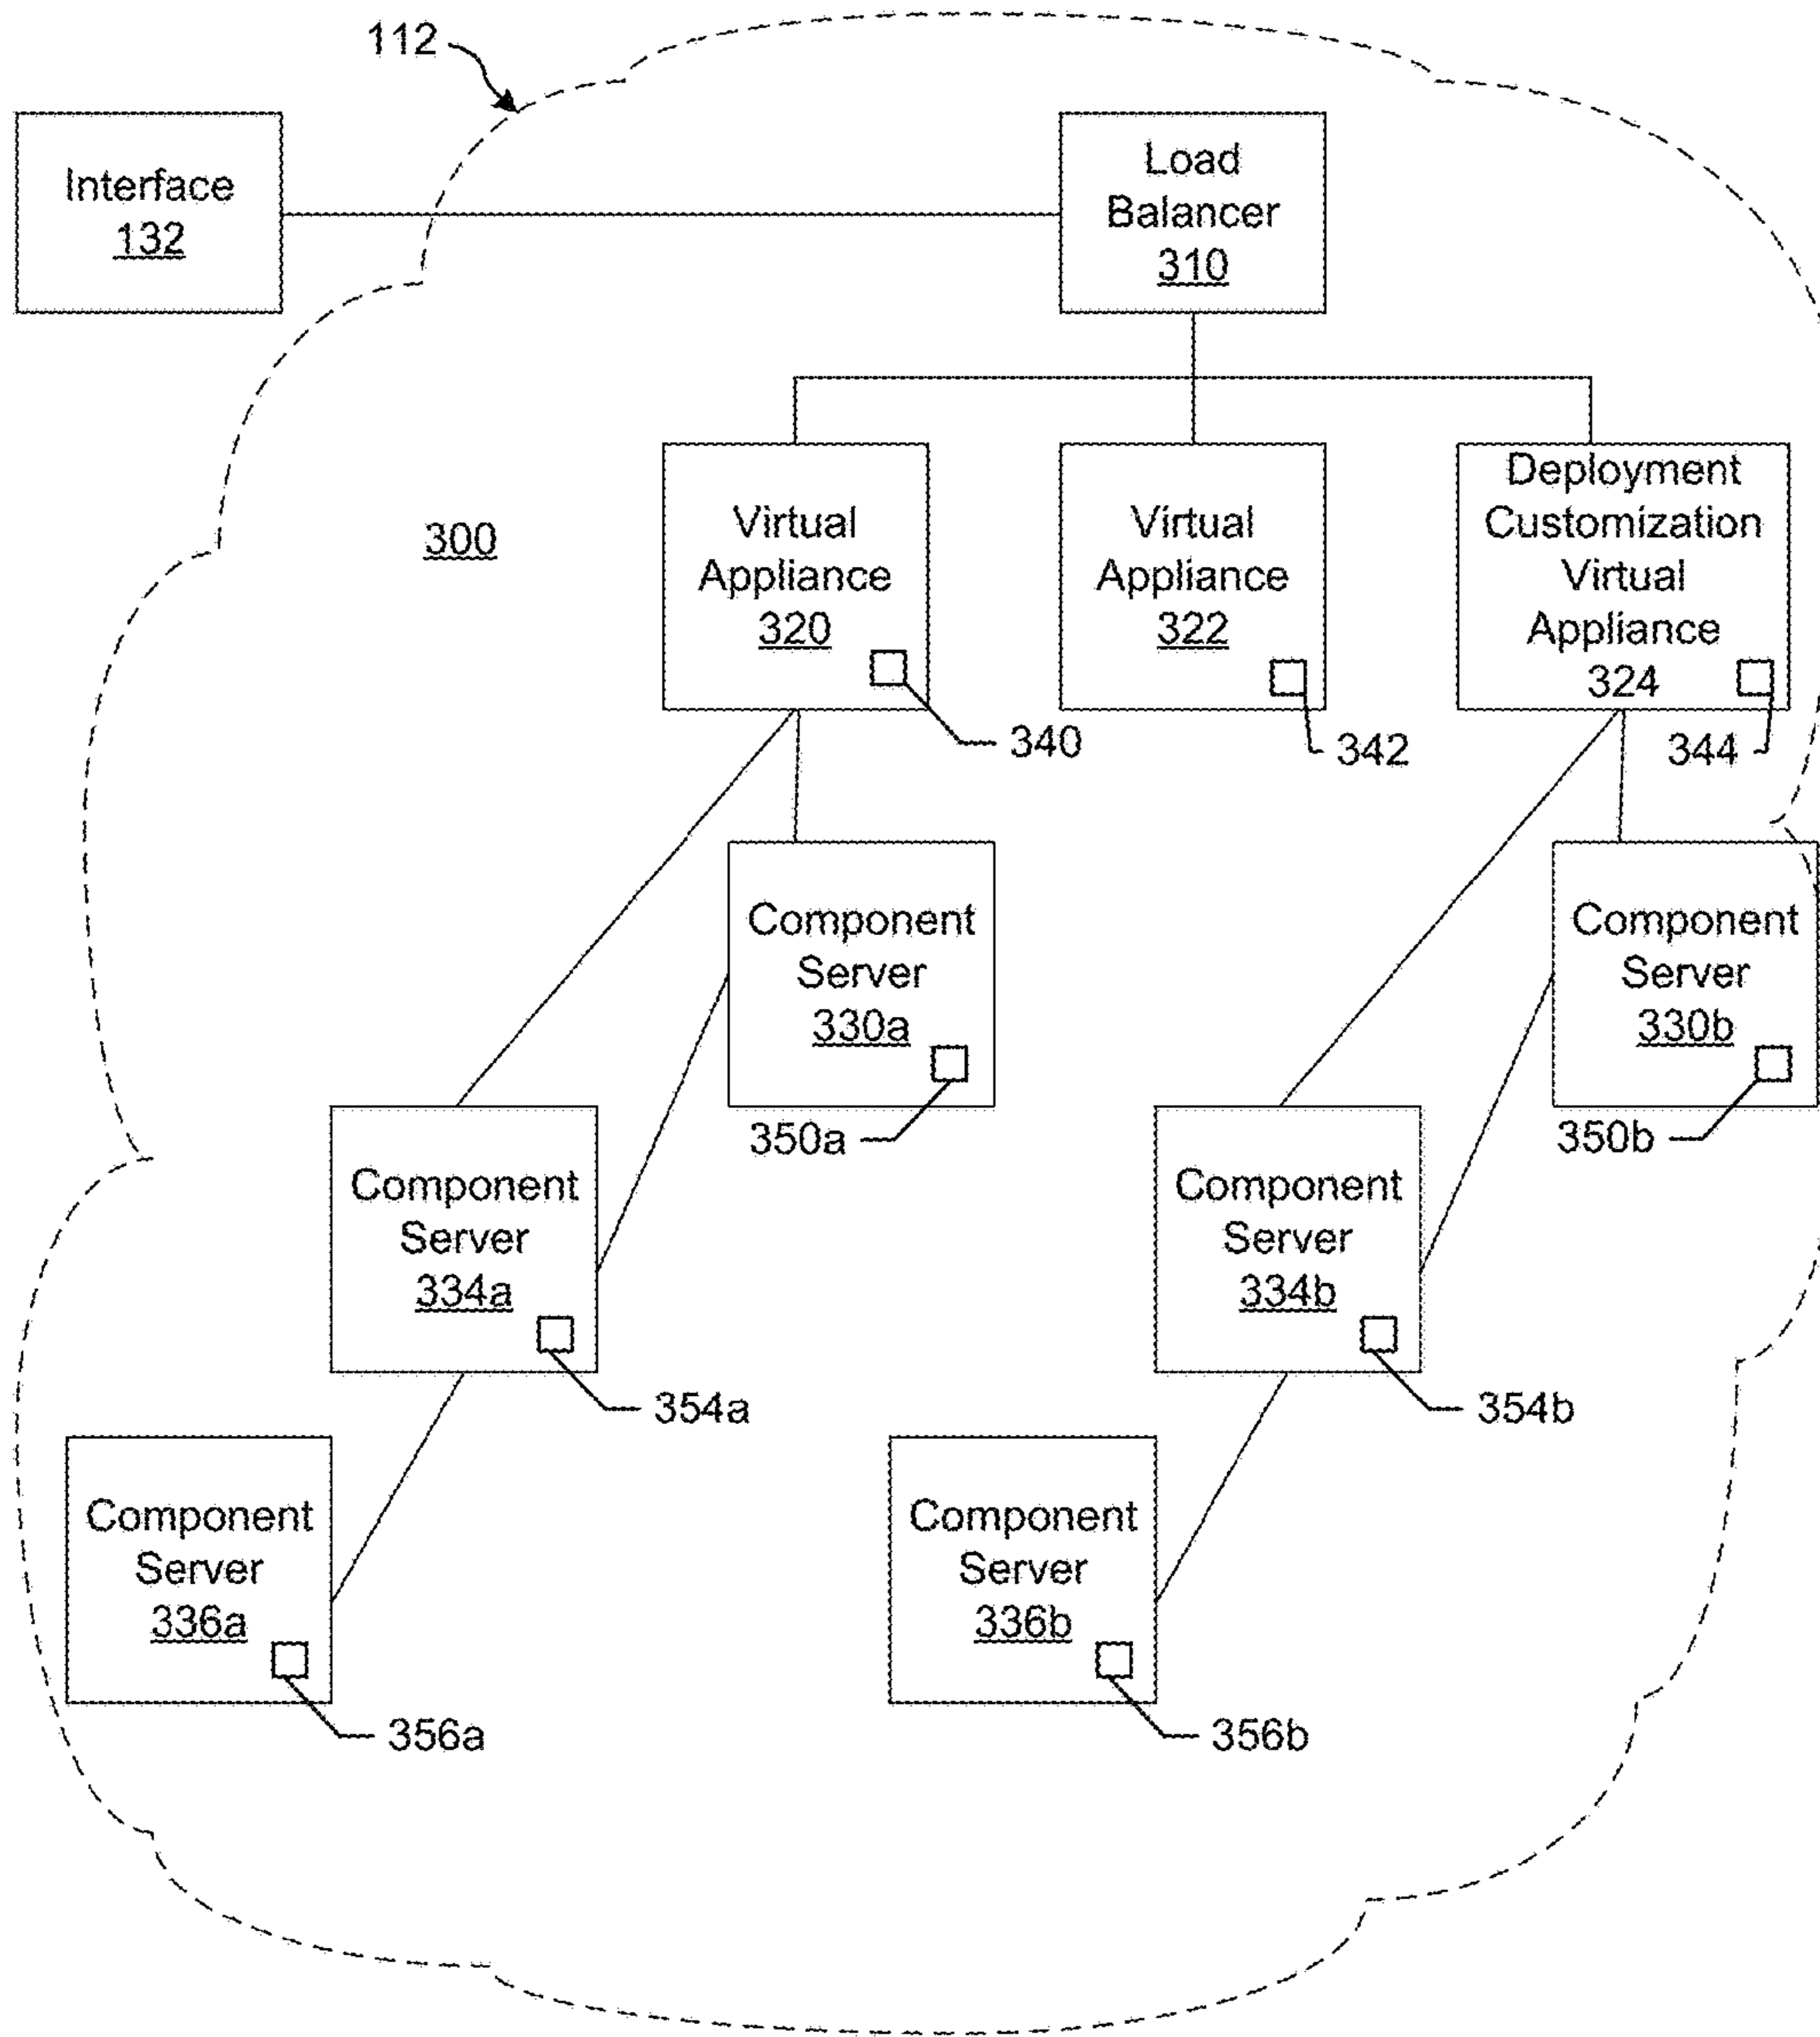 112
Interface
132
Load
Balancer
310
300
Virtual
Appliance
320
Virtual
Appliance
322
Deployment
Customization
Virtual
Appliance
324
340
342
344
Component
Server
330a
Component
Server
330b
350a
350b
Component
Server
334a
Component
Server
334b
354a
354b
Component
Server
336a
Component
Server
336b
356a
356b